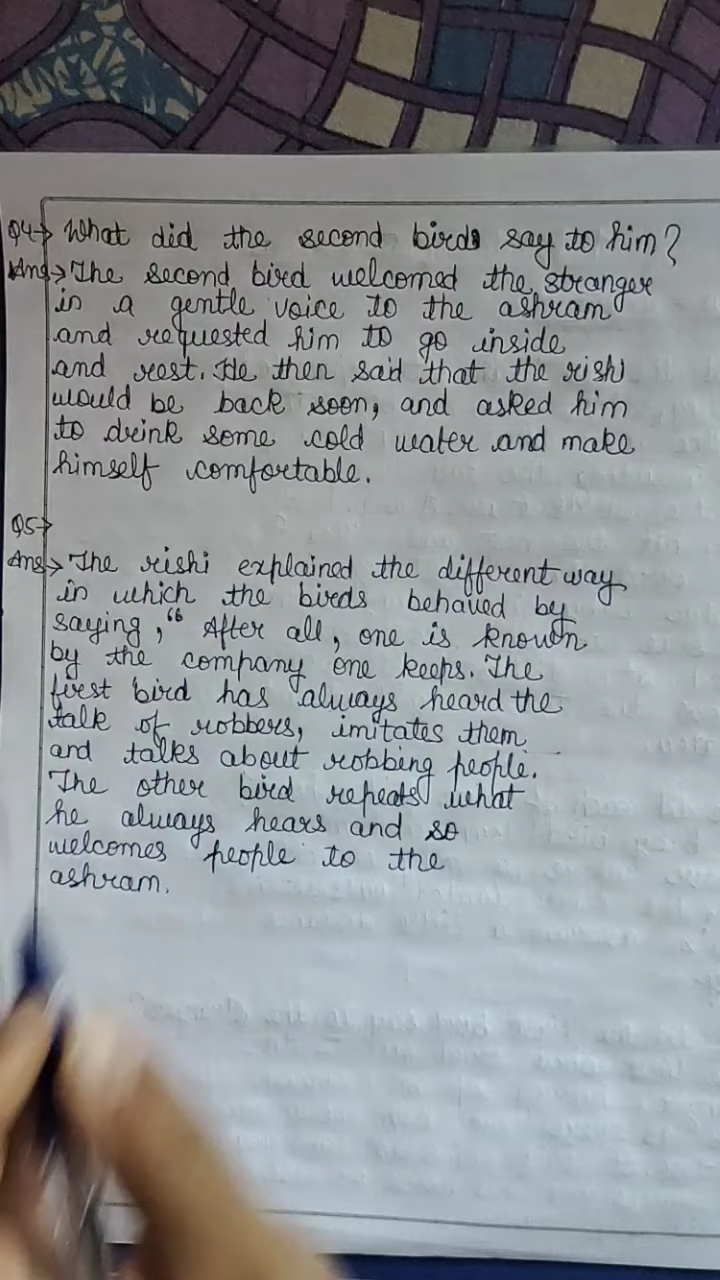 Q4→ What did the second birds say to him?
Ans→ The second bird welcomed the stranger
in a gentle voice to the ashram
and requested him to go inside
and rest. He then said that the rishi
would be back soon, and asked him
to drink some cold water and make
himself comfortable.
Q5→
Ans→ The rishi explained the different way
in which the birds behaved by
saying, “ After all, one is known
by the company one keeps. The
first bird has always heard the
talk of robbers, imitates them
and talks about robbing people.
The other bird repeats what
he always hears and so
welcomes people to the
ashram.